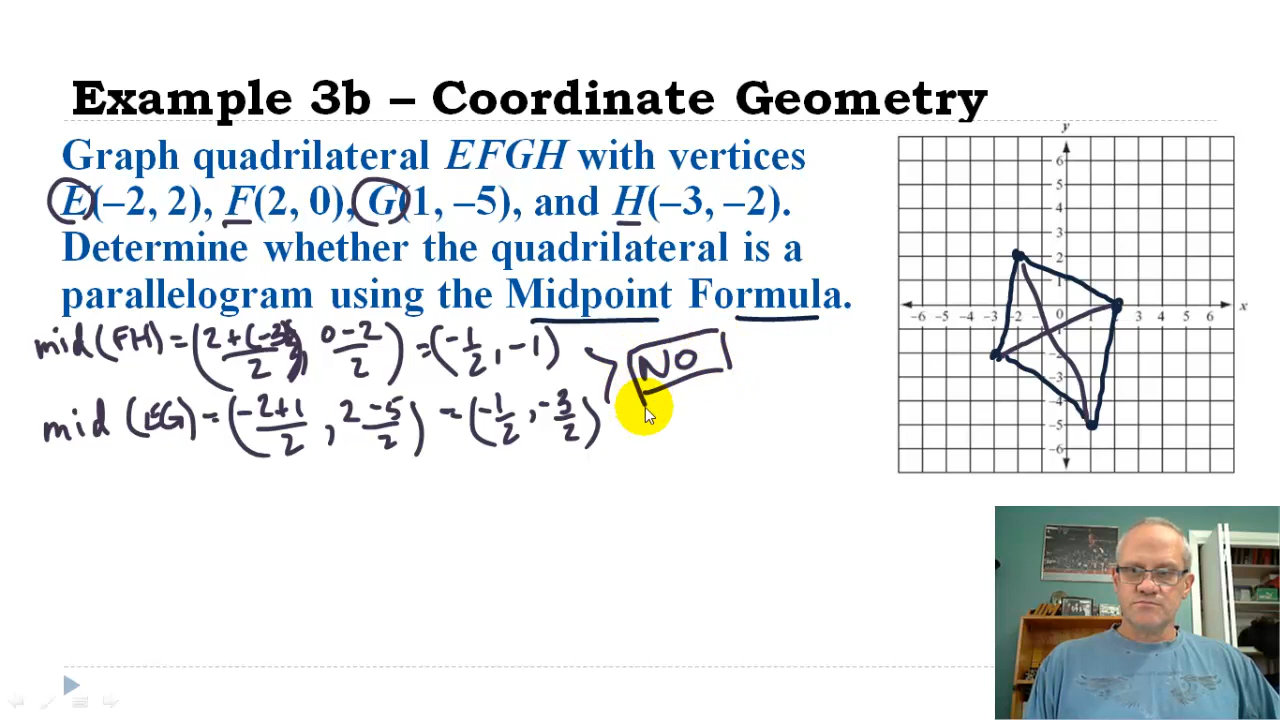 Example 3b – Coordinate Geometry
Graph quadrilateral EFGH with vertices
E(–2, 2), F(2, 0), G(1, –5), and H(–3, –2).
Determine whether the quadrilateral is a
parallelogram using the Midpoint Formula.
mid (FH) = (2+(-3)/2, 0-2/2) = (-1/2, -1)
NO
mid (EG) = (-2+1/2, 2-5/2) = (-1/2, -3/2)
y
6
5
4
3
2
1
-6 -5 -4 -3 -2 0 1 2 3 4 5 6 x
-2
-3
-4
-5
-6